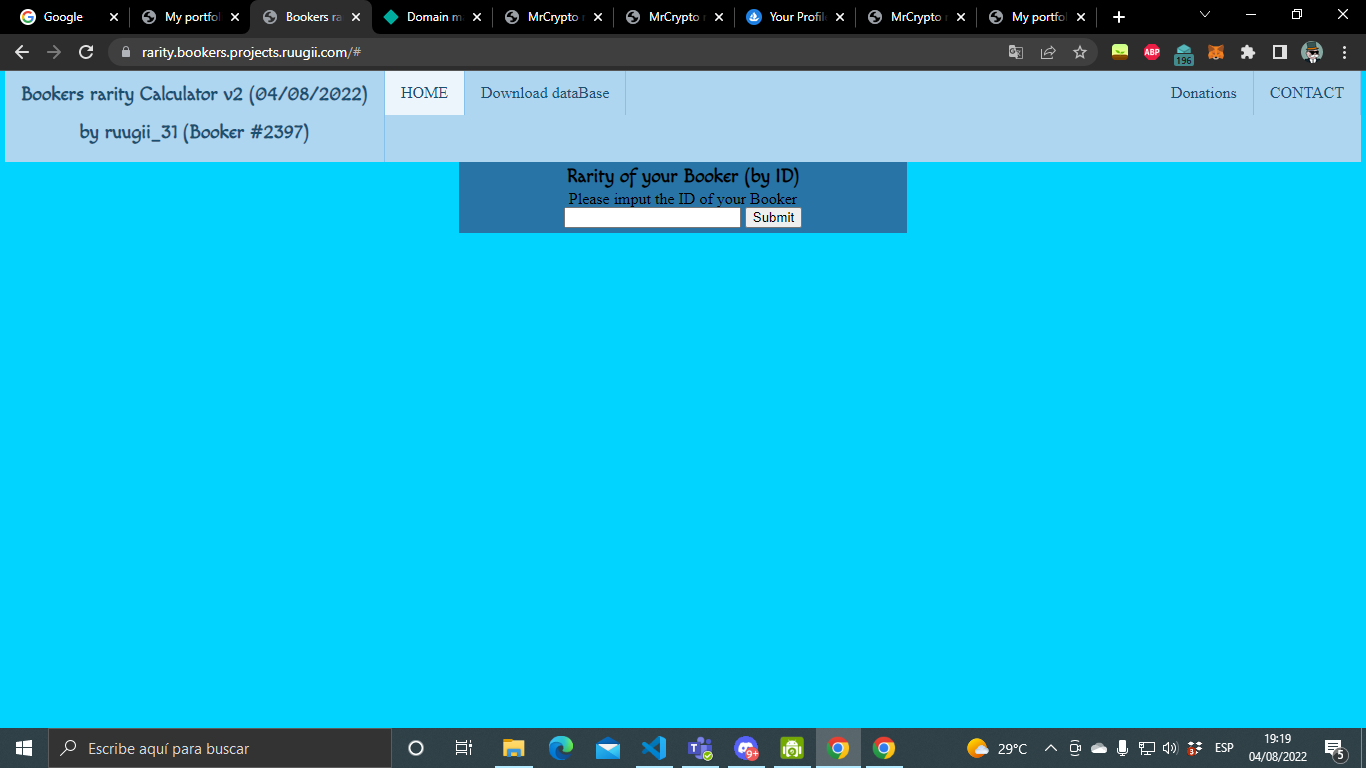 Google
My portfol
Bookers ra
Domain m
MrCrypto r
MrCrypto r
Your Profil
MrCrypto r
My portfol
rarity.bookers.projects.ruugii.com/#
ABP
196
Bookers rarity Calculator v2 (04/08/2022)
by ruugii_31 (Booker #2397)
HOME
Download dataBase
Donations
CONTACT
Rarity of your Booker (by ID)
Please imput the ID of your Booker
Submit
Escribe aquí para buscar
9+
29°C
ESP
19:19
04/08/2022
5